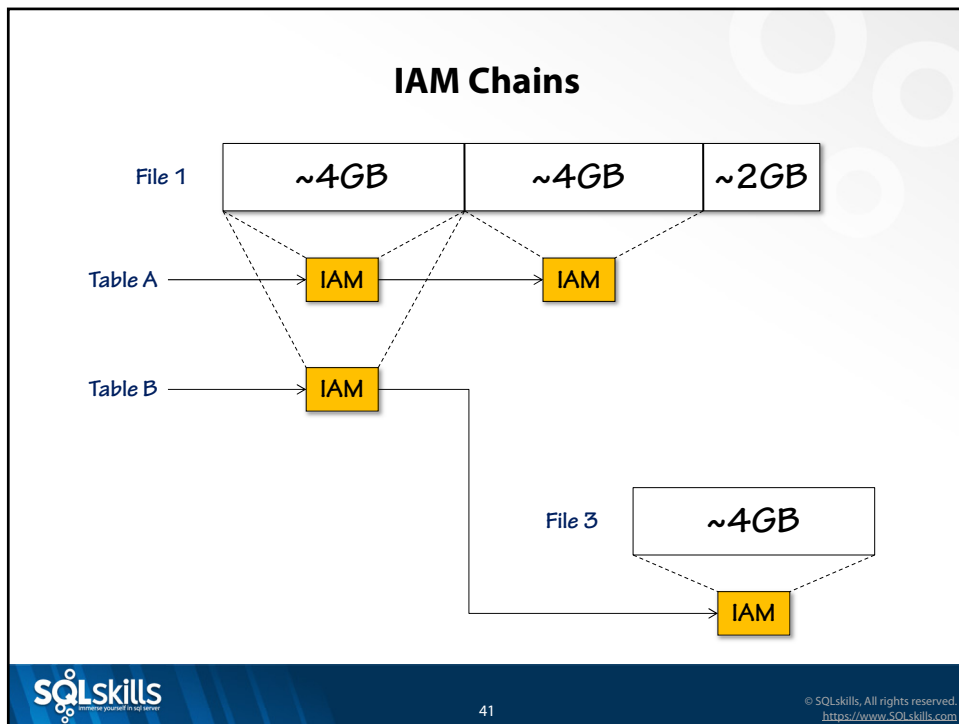 IAM Chains
File 1
~4GB
~4GB
~2GB
Table A
IAM
IAM
Table B
IAM
File 3
~4GB
IAM
SQLskills
immerse yourself in sql server
41
© SQLskills, All rights reserved.
https://www.SQLskills.com